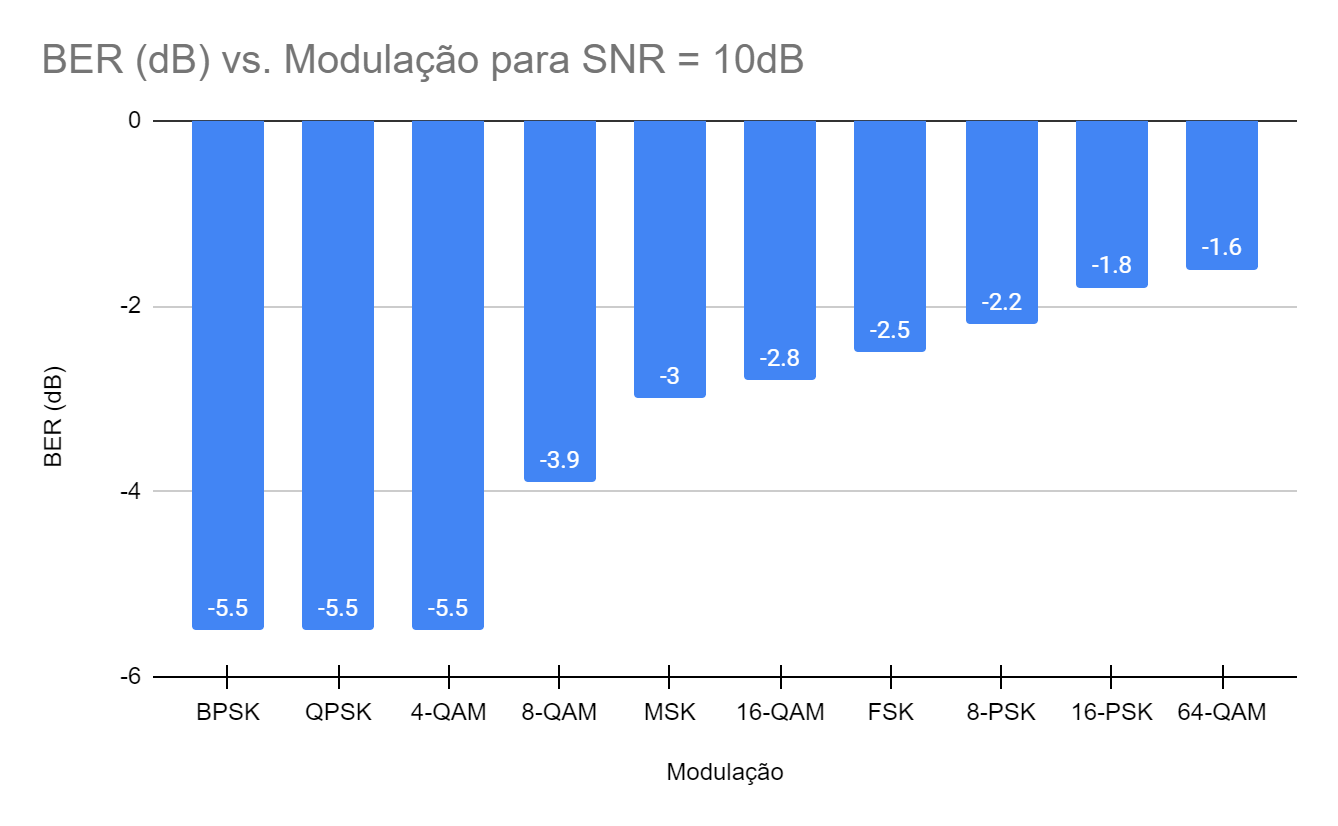 BER (dB) vs. Modulação para SNR = 10dB
0
-2
-4
-6
BER (dB)
-5.5 -5.5 -5.5 -3.9 -3 -2.8 -2.5 -2.2 -1.8 -1.6
BPSK QPSK 4-QAM 8-QAM MSK 16-QAM FSK 8-PSK 16-PSK 64-QAM
Modulação